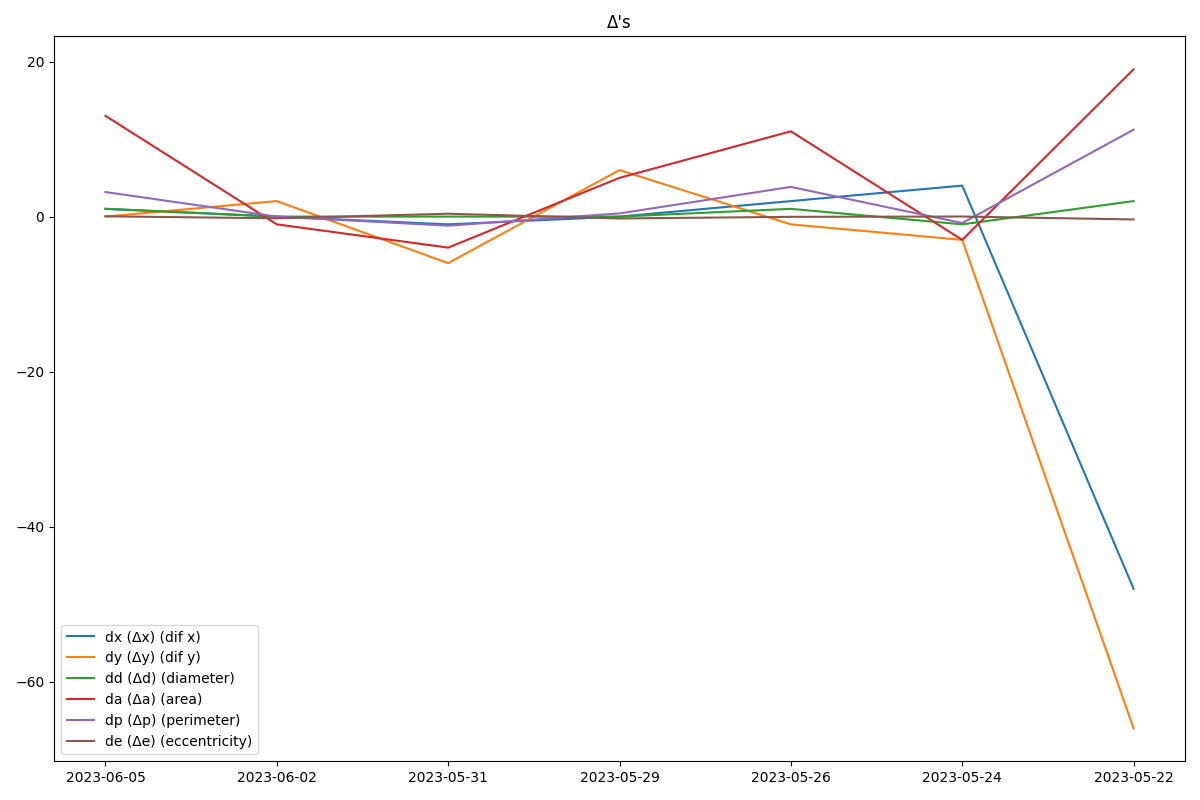 Δ's
20
0
−20
−40
−60
dx (Δx) (dif x)
dy (Δy) (dif y)
dd (Δd) (diameter)
da (Δa) (area)
dp (Δp) (perimeter)
de (Δe) (eccentricity)
2023-06-05 2023-06-02 2023-05-31 2023-05-29 2023-05-26 2023-05-24 2023-05-22